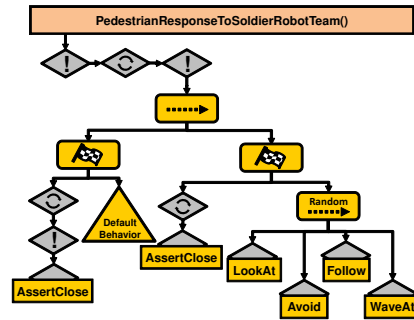 PedestrianResponseToSoldierRobotTeam()
!
!
Random
!
Default
Behavior
AssertClose
LookAt
Follow
AssertClose
Avoid
WaveAt